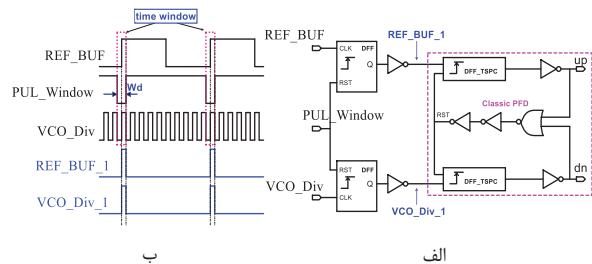 time window
REF_BUF
PUL_Window
Wd
VCO_Div
REF_BUF_1
VCO_Div_1
ب
REF_BUF
REF_BUF_1
CLK
DFF
Q
RST
DFF_TSPC
up
Classic PFD
PUL_Window
RST
RST
DFF
Q
CLK
VCO_Div
DFF_TSPC
dn
VCO_Div_1
الف